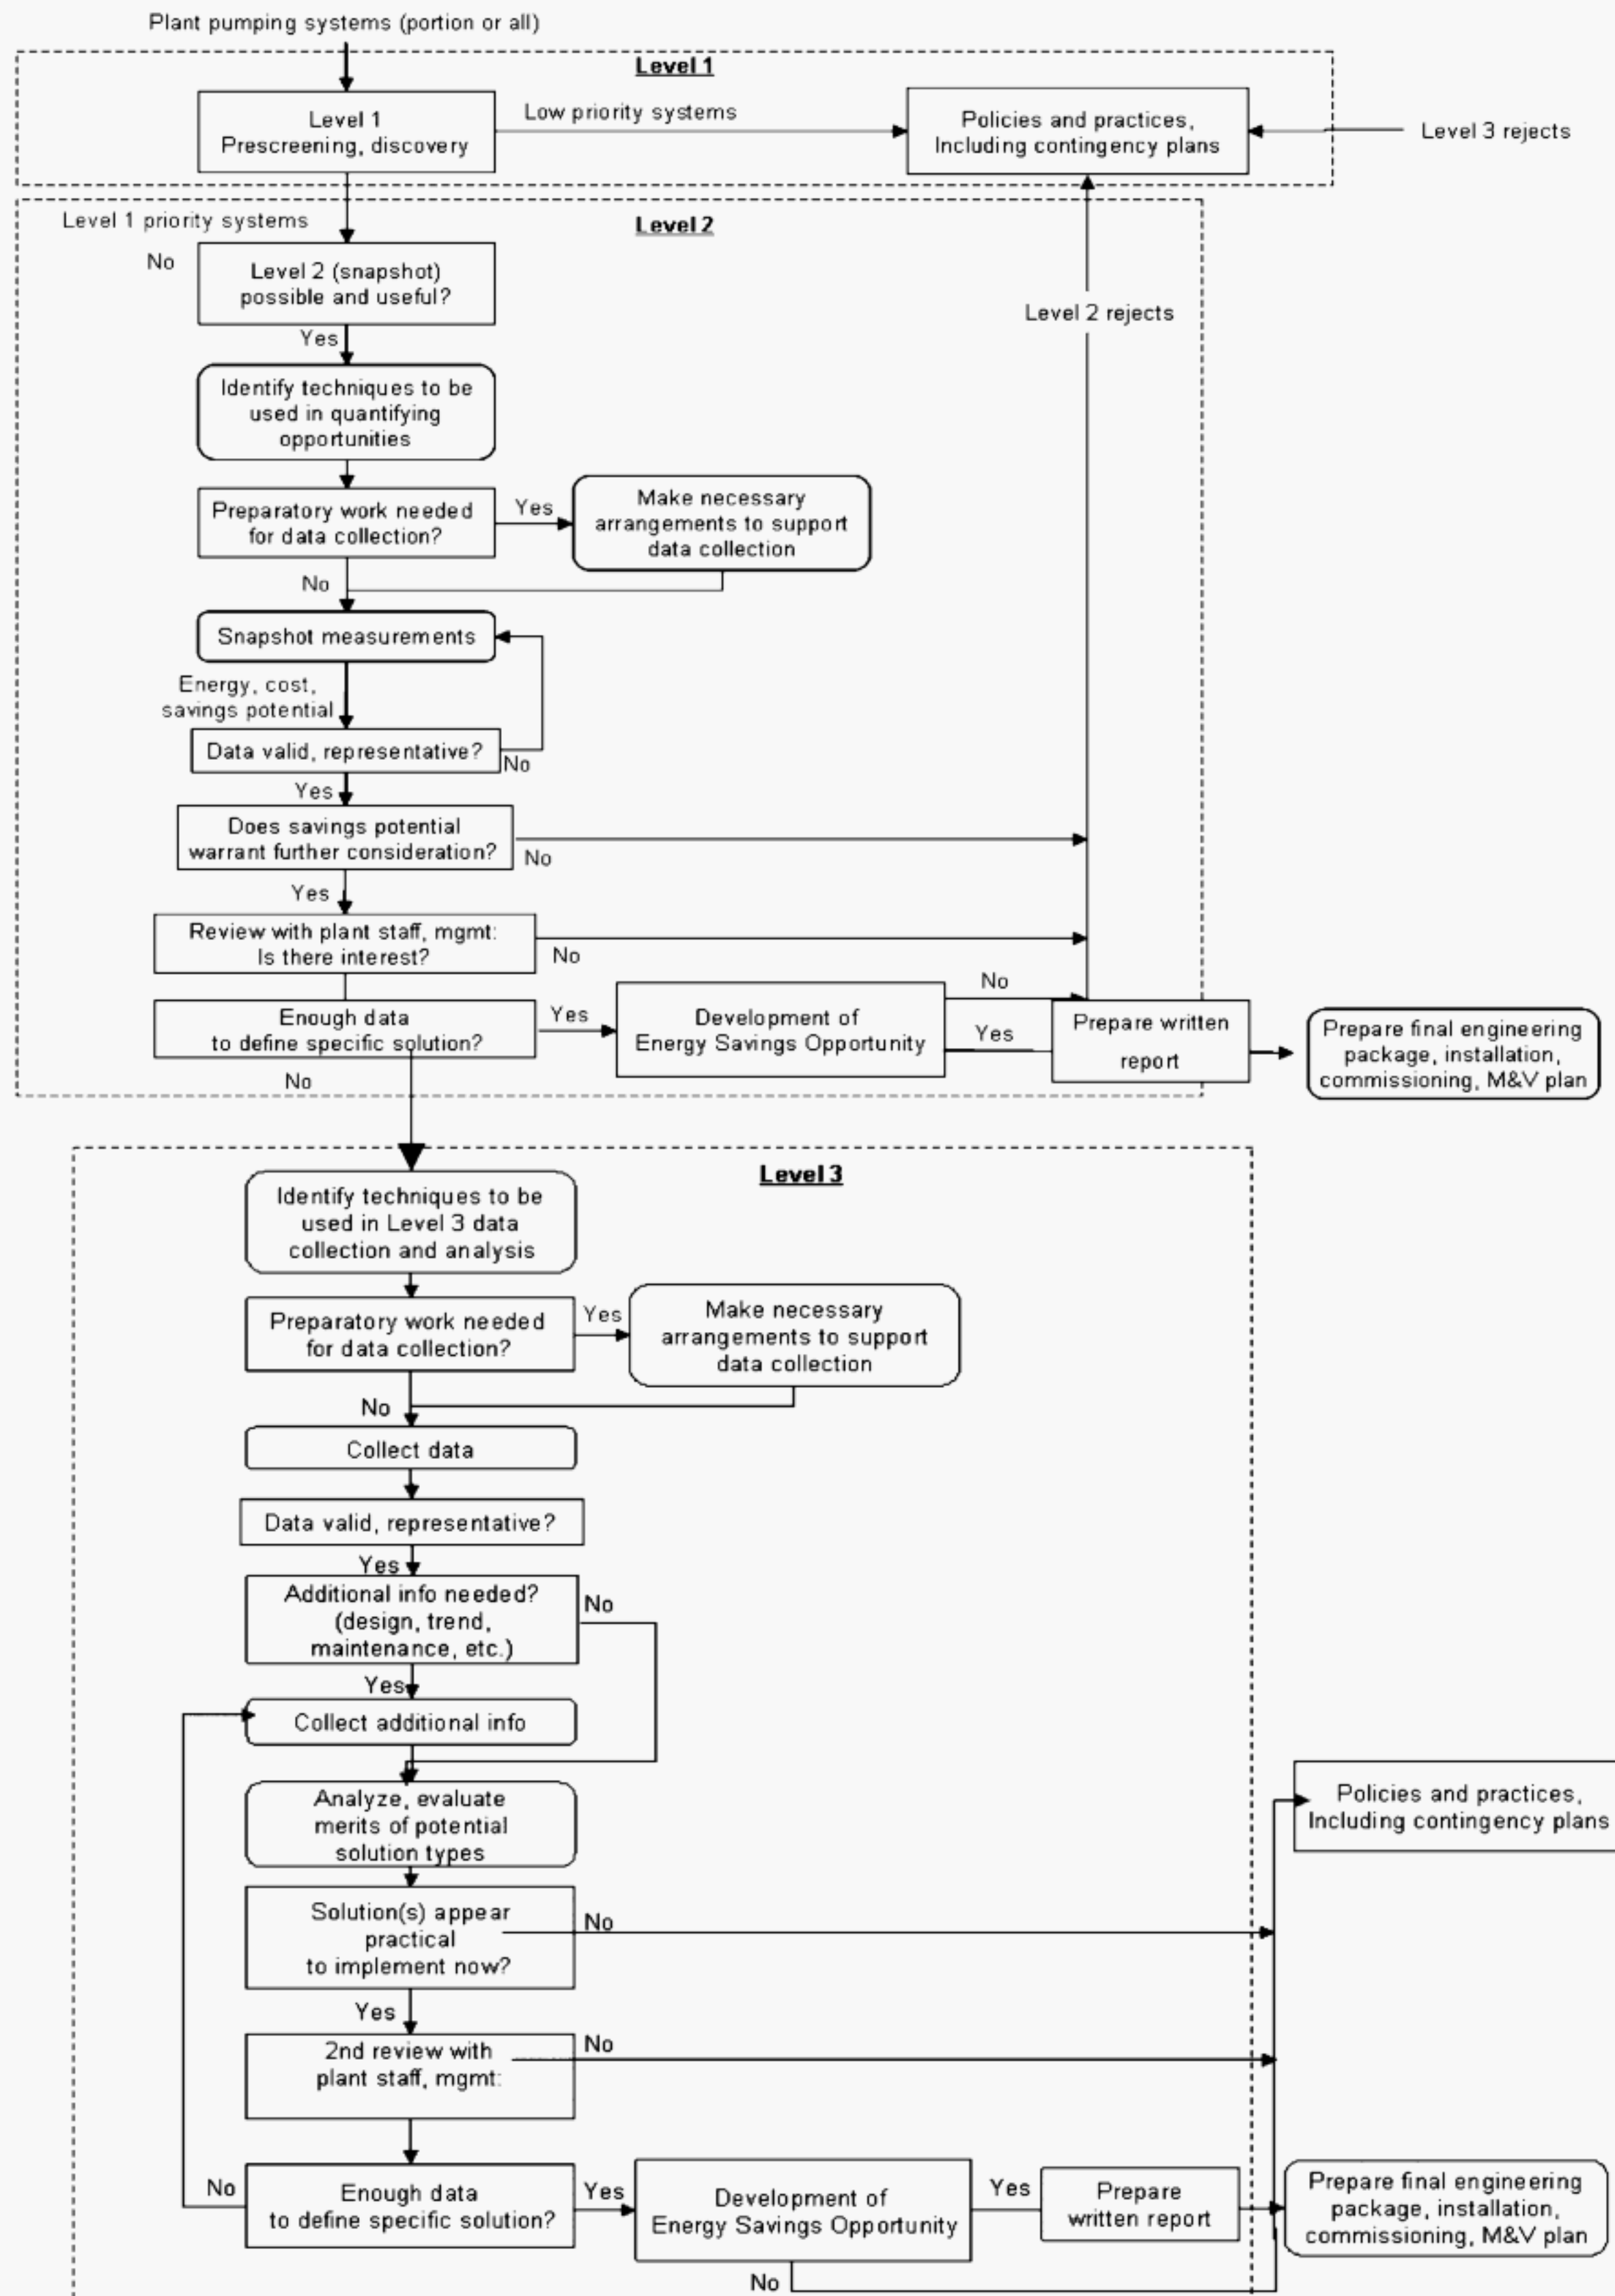 Plant pumping systems (portion or all)
Level 1
Level 1
Prescreening, discovery
Low priority systems
Policies and practices,
Including contingency plans
Level 3 rejects
Level 1 priority systems
Level 2
No
Level 2 (snapshot)
possible and useful?
Level 2 rejects
Yes
Identify techniques to be
used in quantifying
opportunities
Preparatory work needed
for data collection?
Yes
Make necessary
arrangements to support
data collection
No
Snapshot measurements
Energy, cost,
savings potential
Data valid, representative?
No
Yes
Does savings potential
warrant further consideration?
No
Yes
Review with plant staff, mgmt:
Is there interest?
No
Enough data
to define specific solution?
Yes
Development of
Energy Savings Opportunity
No
Yes
Prepare written
report
Prepare final engineering
package, installation,
commissioning, M&V plan
No
Level 3
Identify techniques to be
used in Level 3 data
collection and analysis
Preparatory work needed
for data collection?
Yes
Make necessary
arrangements to support
data collection
No
Collect data
Data valid, representative?
Yes
Additional info needed?
(design, trend,
maintenance, etc.)
No
Yes
Collect additional info
Analyze, evaluate
merits of potential
solution types
Policies and practices,
Including contingency plans
Solution(s) appear
practical
to implement now?
No
Yes
2nd review with
plant staff, mgmt:
No
No
Enough data
to define specific solution?
Yes
Development of
Energy Savings Opportunity
Yes
Prepare
written report
Prepare final engineering
package, installation,
commissioning, M&V plan
No